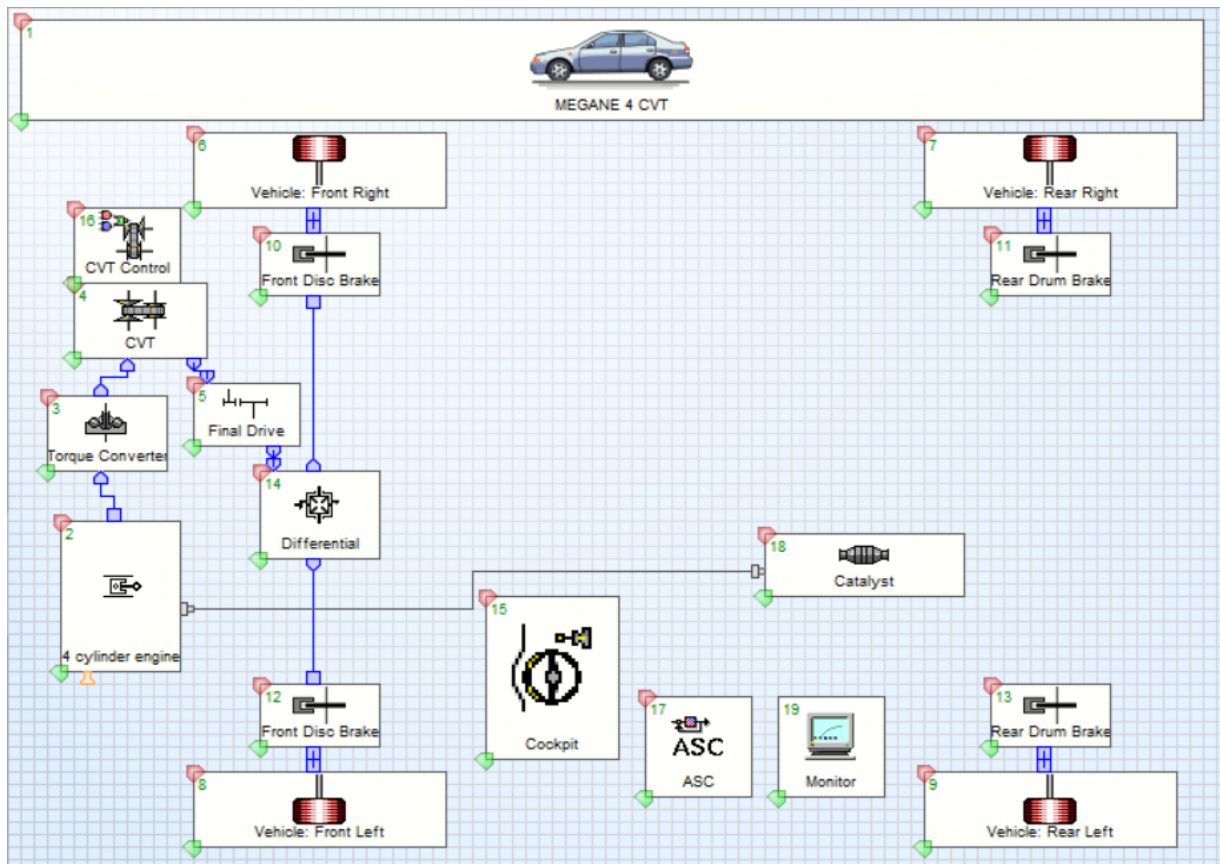 1
MEGANE 4 CVT
6
Vehicle: Front Right
7
Vehicle: Rear Right
16
CVT Control
10
Front Disc Brake
11
Rear Drum Brake
4
CVT
5
Final Drive
3
Torque Converter
14
Differential
2
4 cylinder engine
18
Catalyst
15
Cockpit
12
Front Disc Brake
17
ASC
ASC
19
Monitor
13
Rear Drum Brake
8
Vehicle: Front Left
9
Vehicle: Rear Left